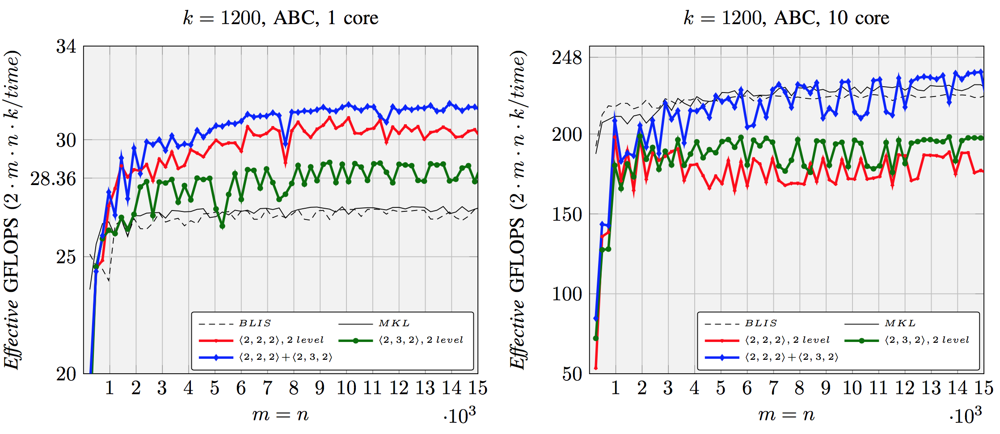 k = 1200, ABC, 1 core
Effective GFLOPS (2 · m · n · k/time)
34
30
28.36
25
20
1 2 3 4 5 6 7 8 9 10 11 12 13 14 15
m = n
·10³
BLIS
MKL
⟨2, 2, 2⟩, 2 level
⟨2, 3, 2⟩, 2 level
⟨2, 2, 2⟩+⟨2, 3, 2⟩
k = 1200, ABC, 10 core
Effective GFLOPS (2 · m · n · k/time)
248
200
150
100
50
1 2 3 4 5 6 7 8 9 10 11 12 13 14 15
m = n
·10³
BLIS
MKL
⟨2, 2, 2⟩, 2 level
⟨2, 3, 2⟩, 2 level
⟨2, 2, 2⟩+⟨2, 3, 2⟩